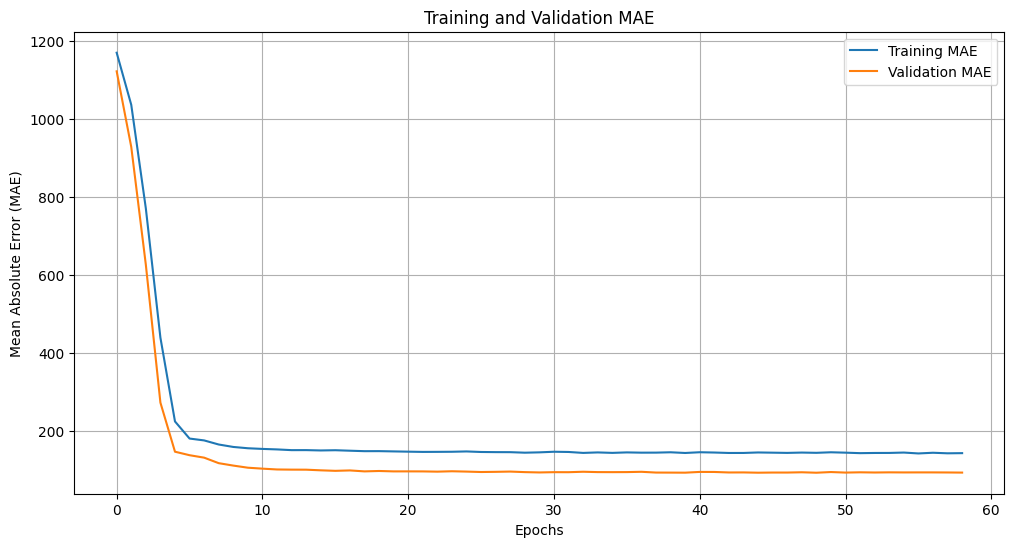 Training and Validation MAE
Training MAE
Validation MAE
Mean Absolute Error (MAE)
1200
1000
800
600
400
200
0
10
20
30
40
50
60
Epochs